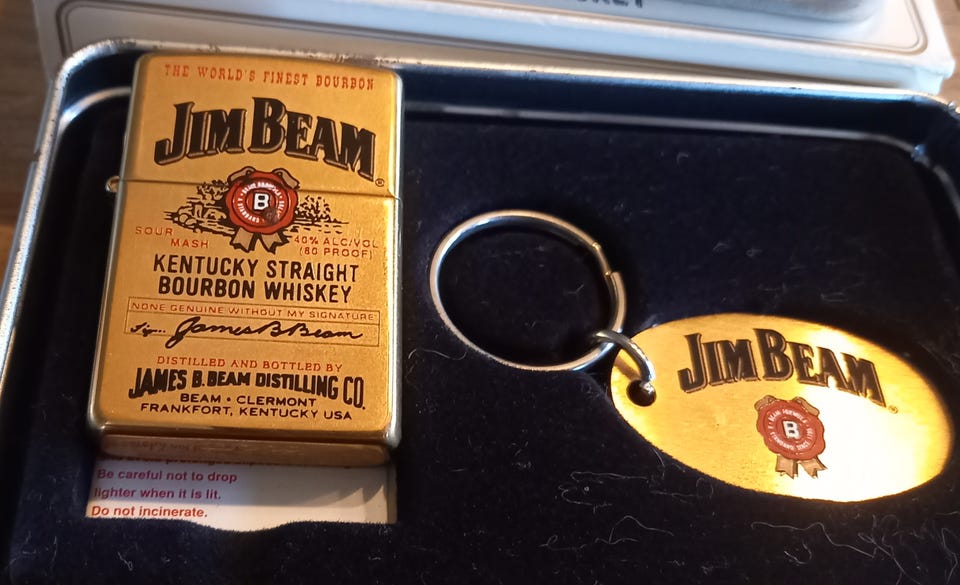 THE WORLD'S FINEST BOURBON
JIM BEAM®
B
SOUR MASH
40% ALC/VOL (80 PROOF)
KENTUCKY STRAIGHT
BOURBON WHISKEY
NONE GENUINE WITHOUT MY SIGNATURE
James B. Beam
DISTILLED AND BOTTLED BY
JAMES B. BEAM DISTILLING CO.
BEAM • CLERMONT
FRANKFORT, KENTUCKY USA
Be careful not to drop
lighter when it is lit.
Do not incinerate.
JIM BEAM®
B